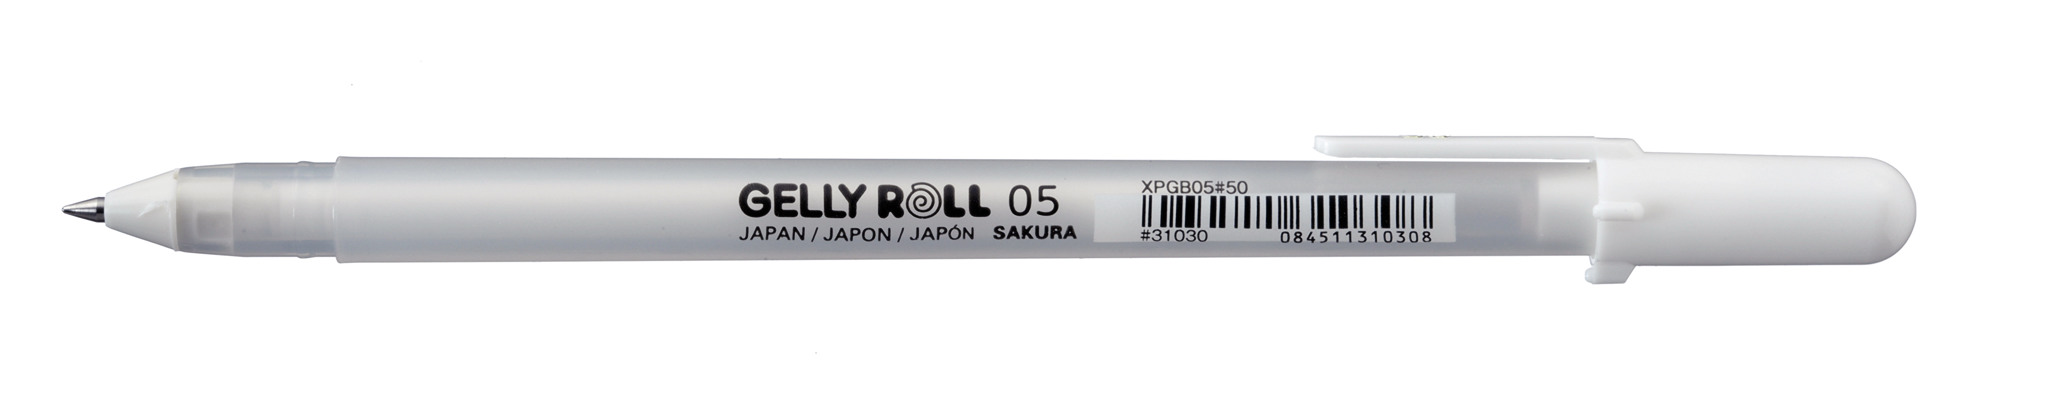 GELLY ROLL 05
JAPAN / JAPON / JAPÓN SAKURA
XPGB05#50
#31030 084511310308